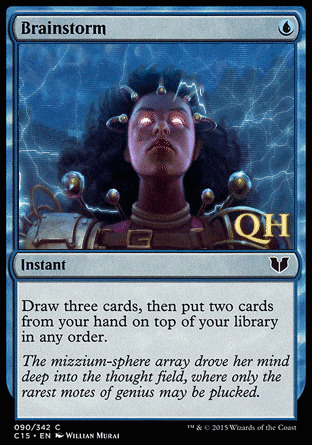 Brainstorm
QH
Instant
Draw three cards, then put two cards
from your hand on top of your library
in any order.
The mizzium-sphere array drove her mind
deep into the thought field, where only the
rarest motes of genius may be plucked.
090/342 C
C15 • EN Willian Murai
™ & © 2015 Wizards of the Coast